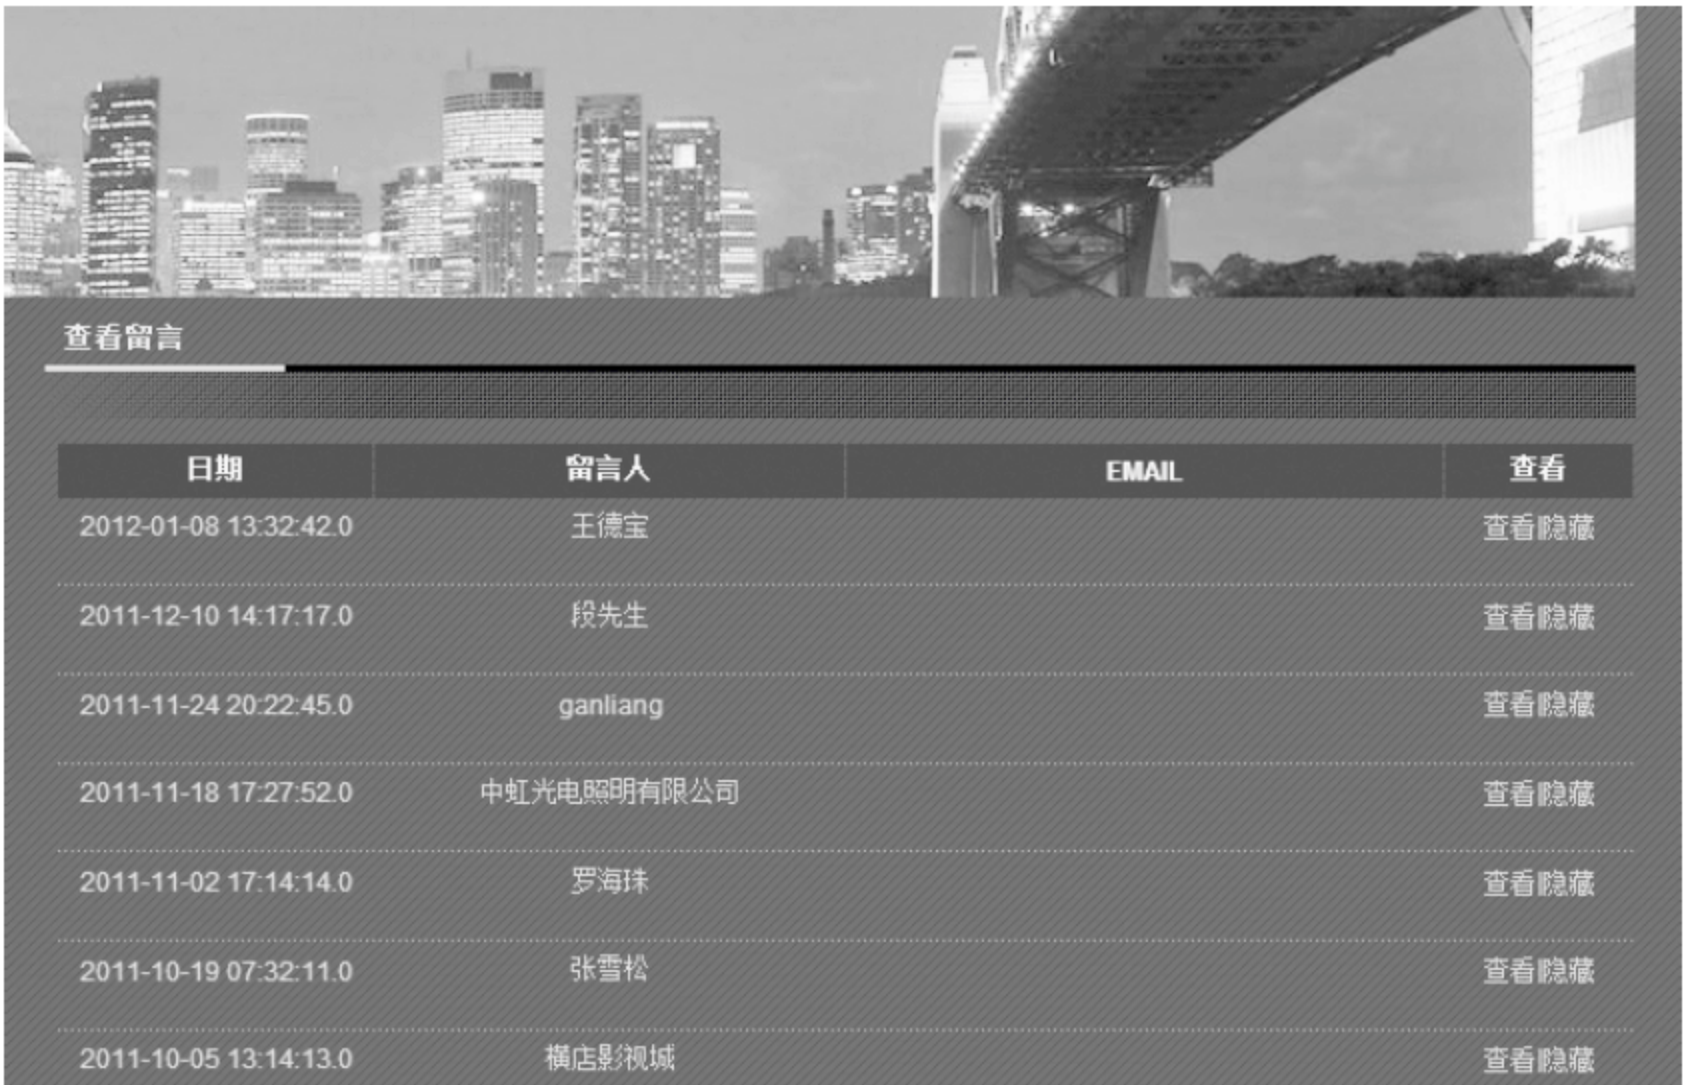 查看留言
日期 留言人 EMAIL 查看
2012-01-08 13:32:42.0 王德宝 查看|隐藏
2011-12-10 14:17:17.0 段先生 查看|隐藏
2011-11-24 20:22:45.0 ganliang 查看|隐藏
2011-11-18 17:27:52.0 中虹光电照明有限公司 查看|隐藏
2011-11-02 17:14:14.0 罗海珠 查看|隐藏
2011-10-19 07:32:11.0 张雪松 查看|隐藏
2011-10-05 13:14:13.0 横店影视城 查看|隐藏